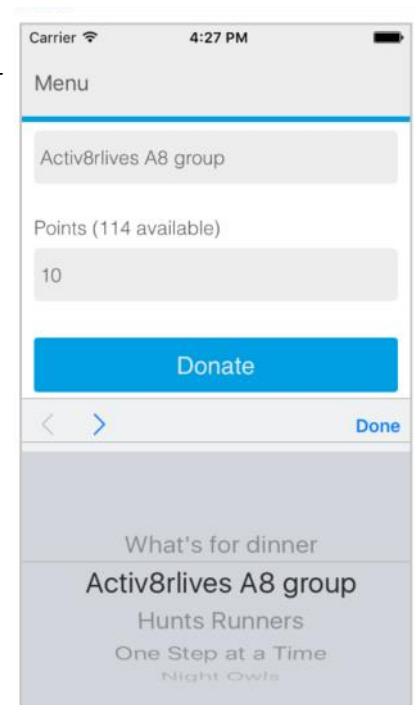 Carrier 4:27 PM
Menu
Activ8rlives A8 group
Points (114 available)
10
Donate
Done
What's for dinner
Activ8rlives A8 group
Hunts Runners
One Step at a Time
Night Owls